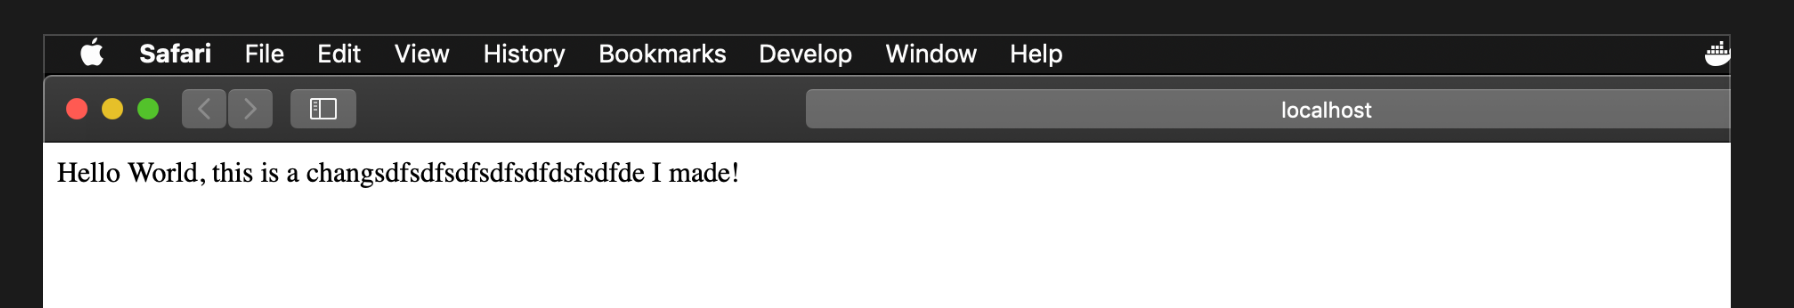 Safari File Edit View History Bookmarks Develop Window Help
localhost
Hello World, this is a changsdfsdfsdfsdfsdfdsfsdfde I made!